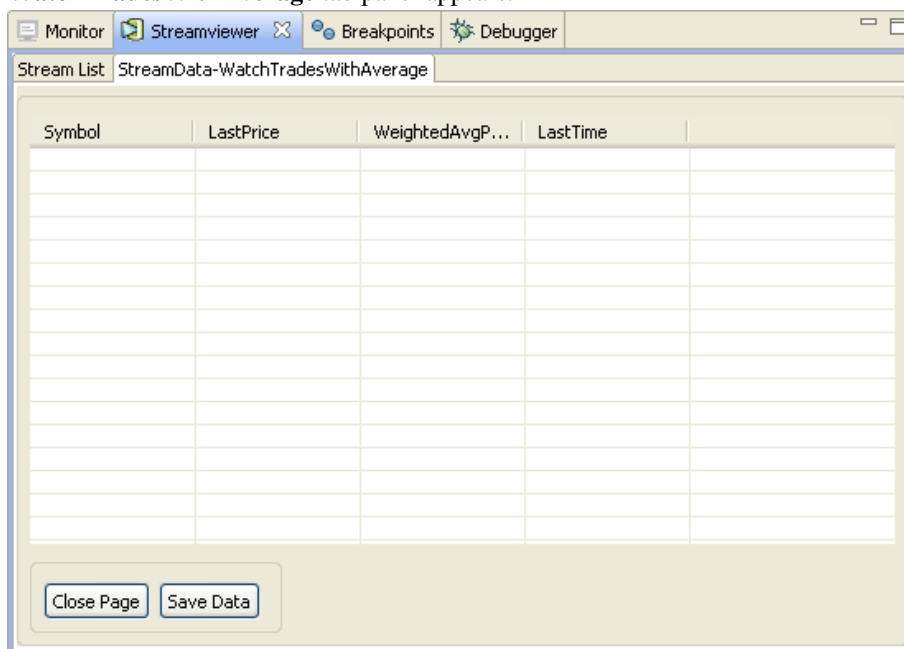 Monitor Streamviewer Breakpoints Debugger
Stream List StreamData-WatchTradesWithAverage
Symbol LastPrice WeightedAvgP... LastTime
Close Page Save Data